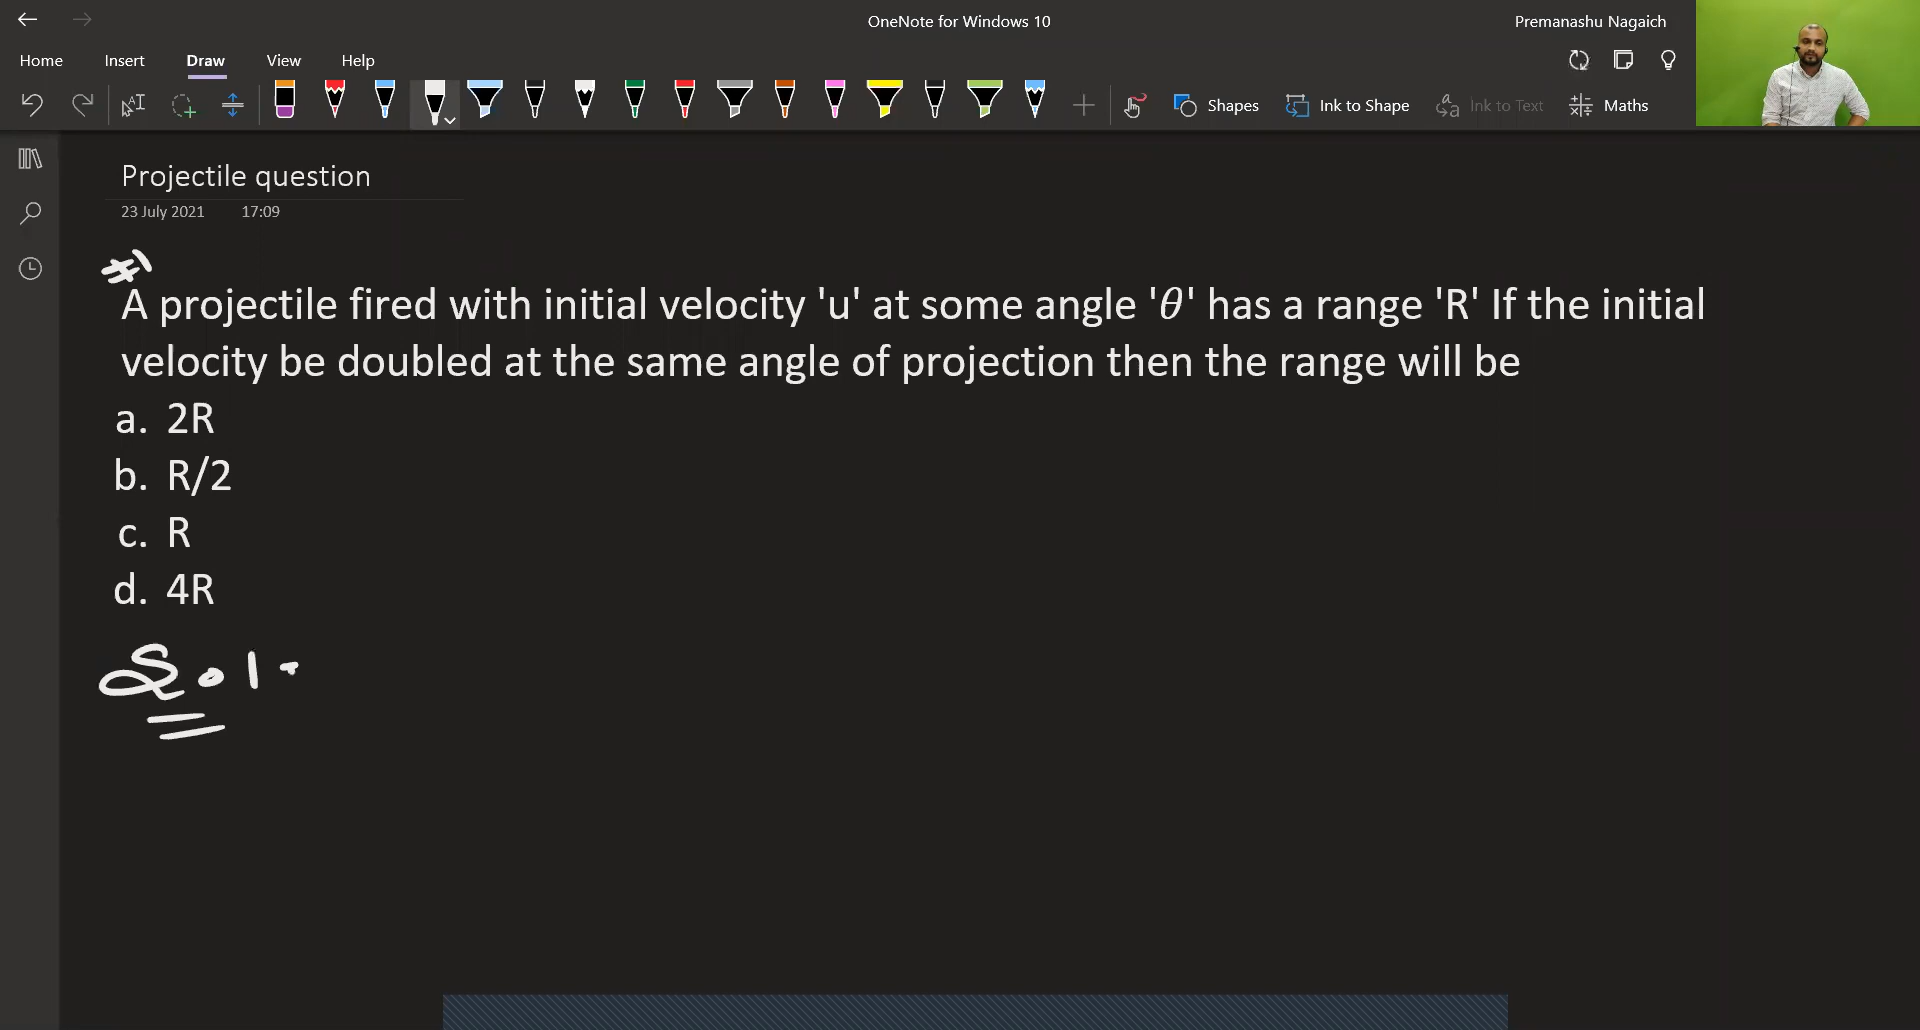 OneNote for Windows 10
Premanashu Nagaich
Home Insert Draw View Help
Shapes Ink to Shape Ink to Text Maths
Projectile question
23 July 2021 17:09
A projectile fired with initial velocity 'u' at some angle 'θ' has a range 'R' If the initial
velocity be doubled at the same angle of projection then the range will be
a. 2R
b. R/2
c. R
d. 4R
Sol-